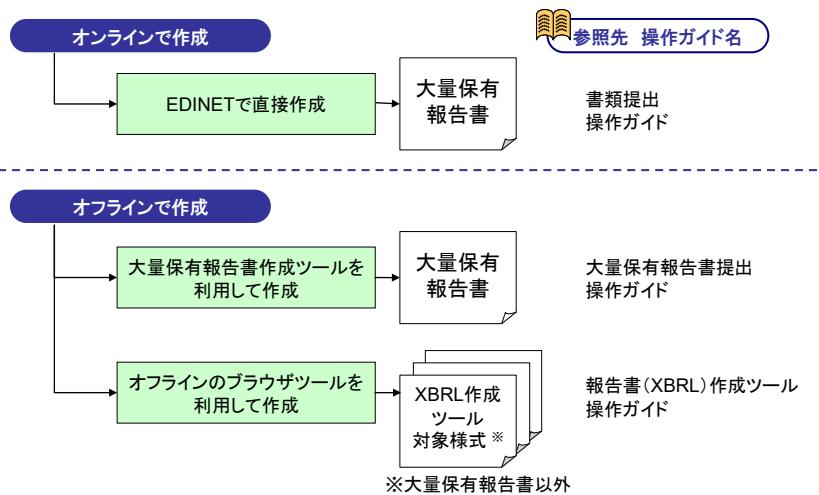 オンラインで作成
参照先 操作ガイド名
EDINETで直接作成
大量保有
報告書
書類提出
操作ガイド
オフラインで作成
大量保有報告書作成ツールを
利用して作成
大量保有
報告書
大量保有報告書提出
操作ガイド
オフラインのブラウザツールを
利用して作成
XBRL作成
ツール
対象様式 ※
報告書(XBRL)作成ツール
操作ガイド
※大量保有報告書以外